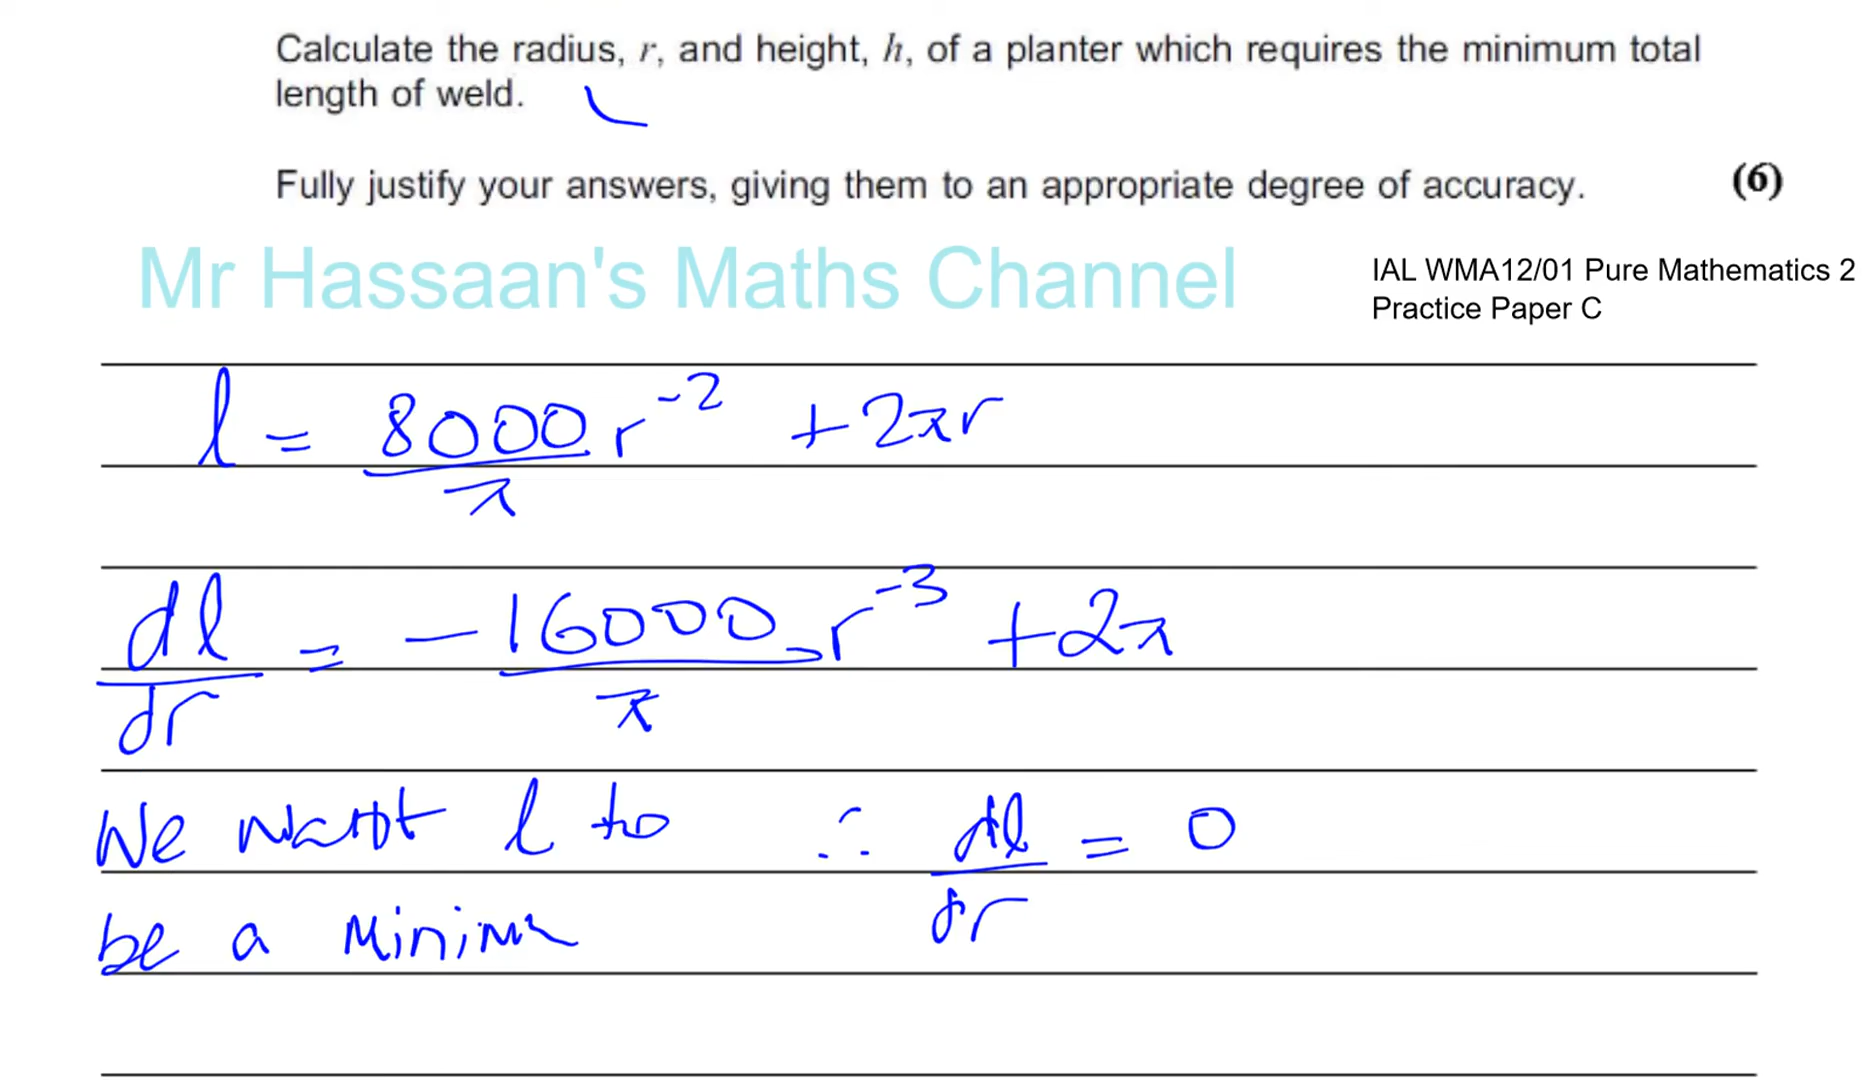 Calculate the radius, r, and height, h, of a planter which requires the minimum total
length of weld.
Fully justify your answers, giving them to an appropriate degree of accuracy. (6)
Mr Hassaan's Maths Channel
IAL WMA12/01 Pure Mathematics 2
Practice Paper C
l = 8000/π r^-2 + 2πr
dl/dr = -16000/π r^-3 + 2π
We want l to ∴ dl/dr = 0
be a minim